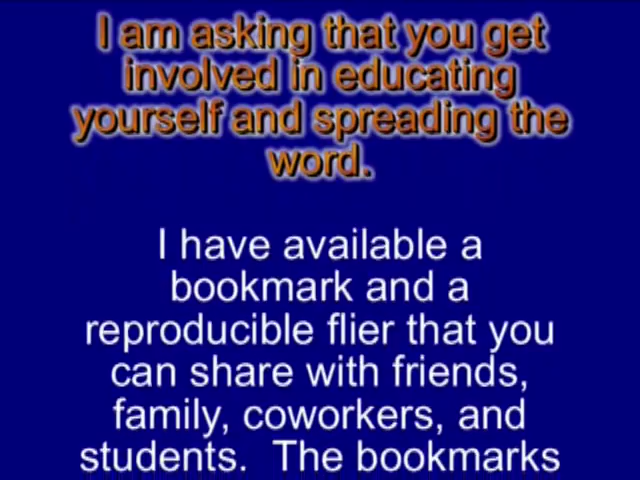 I am asking that you get
involved in educating
yourself and spreading the
word.
I have available a
bookmark and a
reproducible flier that you
can share with friends,
family, coworkers, and
students.  The bookmarks